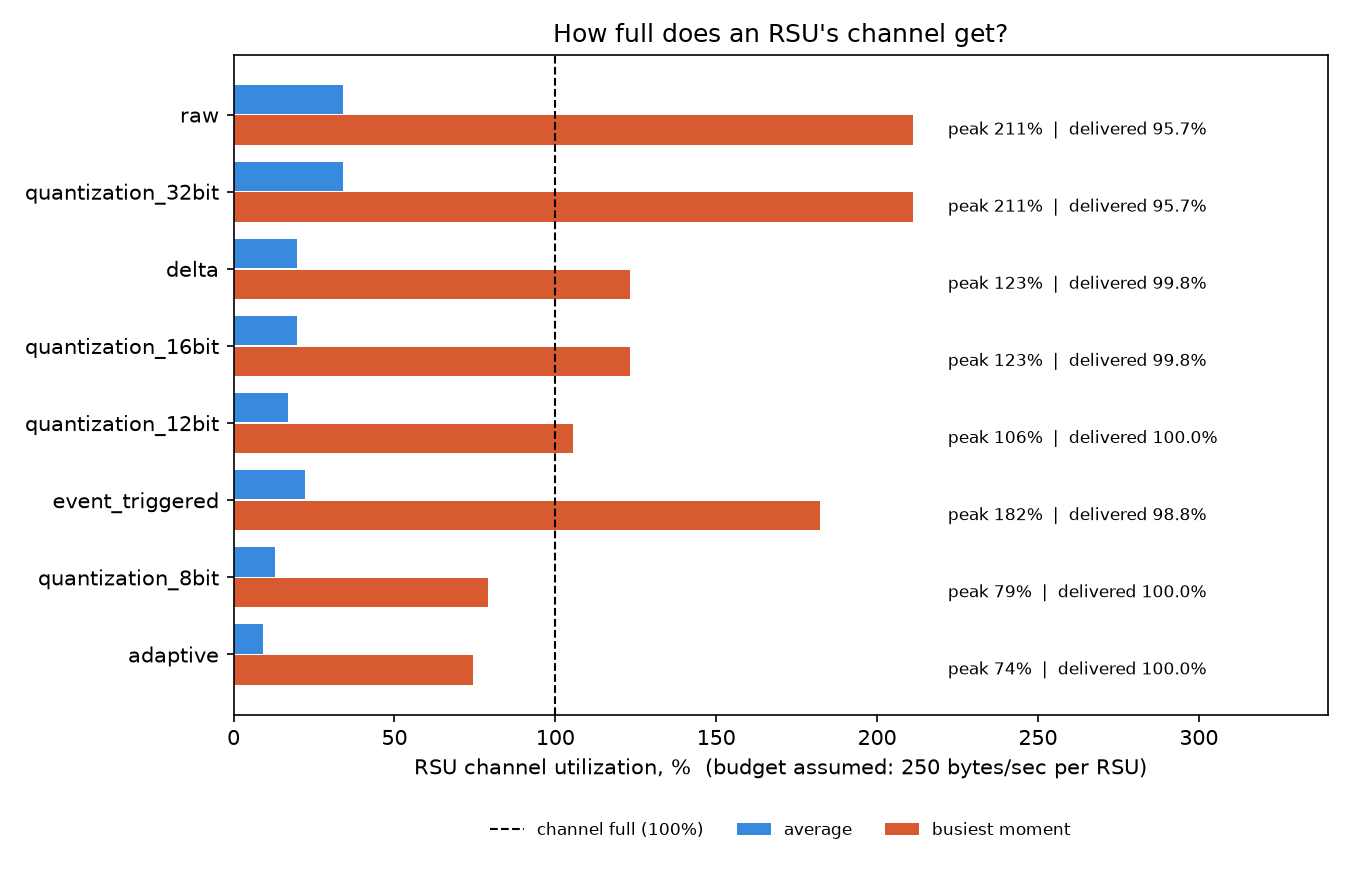 How full does an RSU's channel get?
raw
peak 211% | delivered 95.7%
quantization_32bit
peak 211% | delivered 95.7%
delta
peak 123% | delivered 99.8%
quantization_16bit
peak 123% | delivered 99.8%
quantization_12bit
peak 106% | delivered 100.0%
event_triggered
peak 182% | delivered 98.8%
quantization_8bit
peak 79% | delivered 100.0%
adaptive
peak 74% | delivered 100.0%
0 50 100 150 200 250 300
RSU channel utilization, % (budget assumed: 250 bytes/sec per RSU)
channel full (100%) average busiest moment